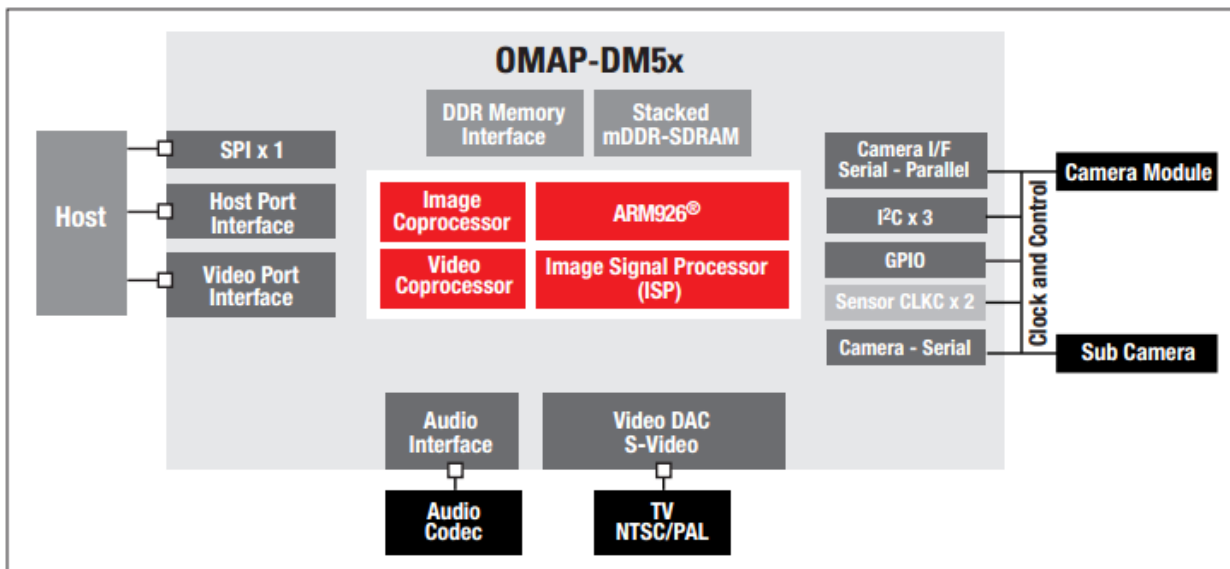 OMAP-DM5x
DDR Memory
Interface
Stacked
mDDR-SDRAM
Host
SPI x 1
Host Port
Interface
Video Port
Interface
Image
Coprocessor
ARM926®
Video
Coprocessor
Image Signal Processor
(ISP)
Camera I/F
Serial - Parallel
I²C x 3
GPIO
Sensor CLKC x 2
Camera - Serial
Clock and Control
Camera Module
Sub Camera
Audio
Interface
Video DAC
S-Video
Audio
Codec
TV
NTSC/PAL